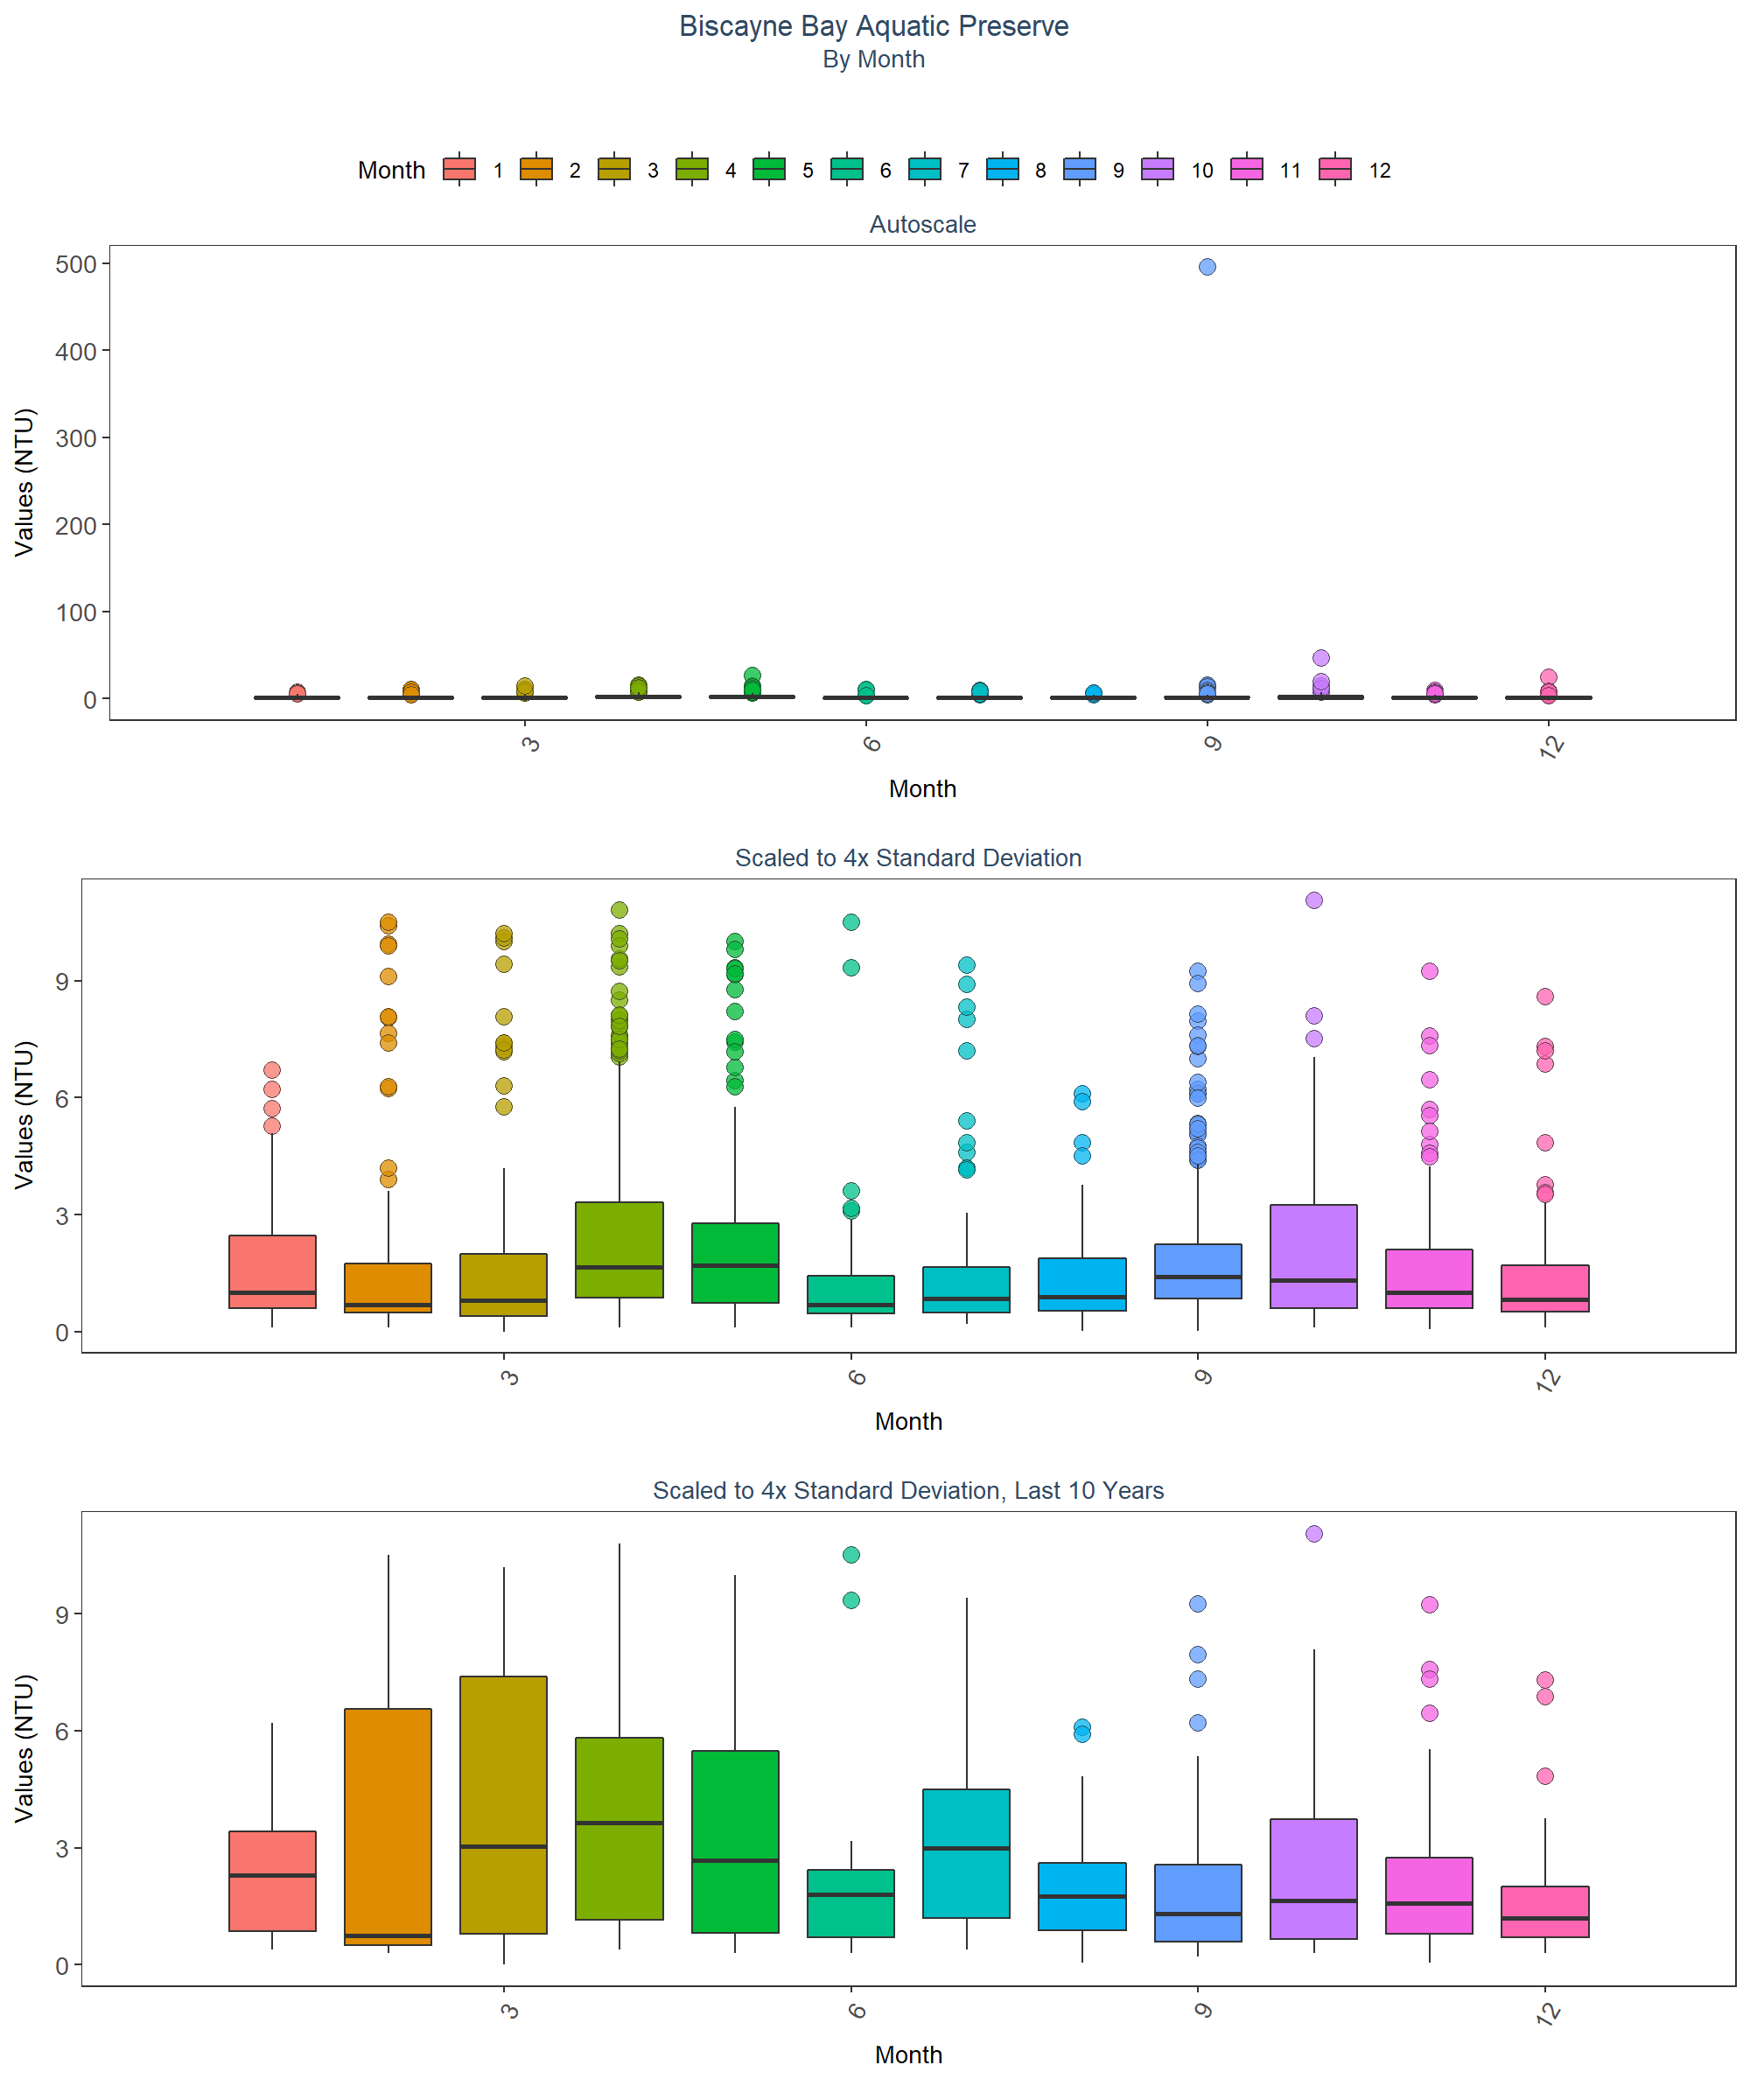 Biscayne Bay Aquatic Preserve
By Month
Month 1 2 3 4 5 6 7 8 9 10 11 12
Autoscale
Values (NTU)
500
400
300
200
100
0
3 6 9 12
Month
Scaled to 4x Standard Deviation
Values (NTU)
9
6
3
0
3 6 9 12
Month
Scaled to 4x Standard Deviation, Last 10 Years
Values (NTU)
9
6
3
0
3 6 9 12
Month